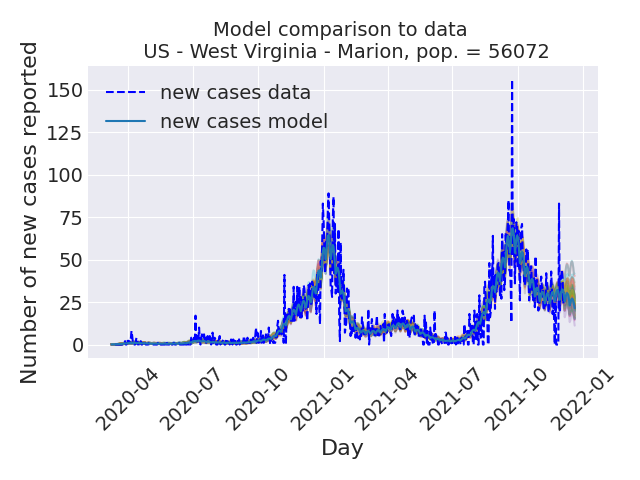 Model comparison to data
US - West Virginia - Marion, pop. = 56072
new cases data
new cases model
Number of new cases reported
150
125
100
75
50
25
0
2020-04
2020-07
2020-10
2021-01
2021-04
2021-07
2021-10
2022-01
Day